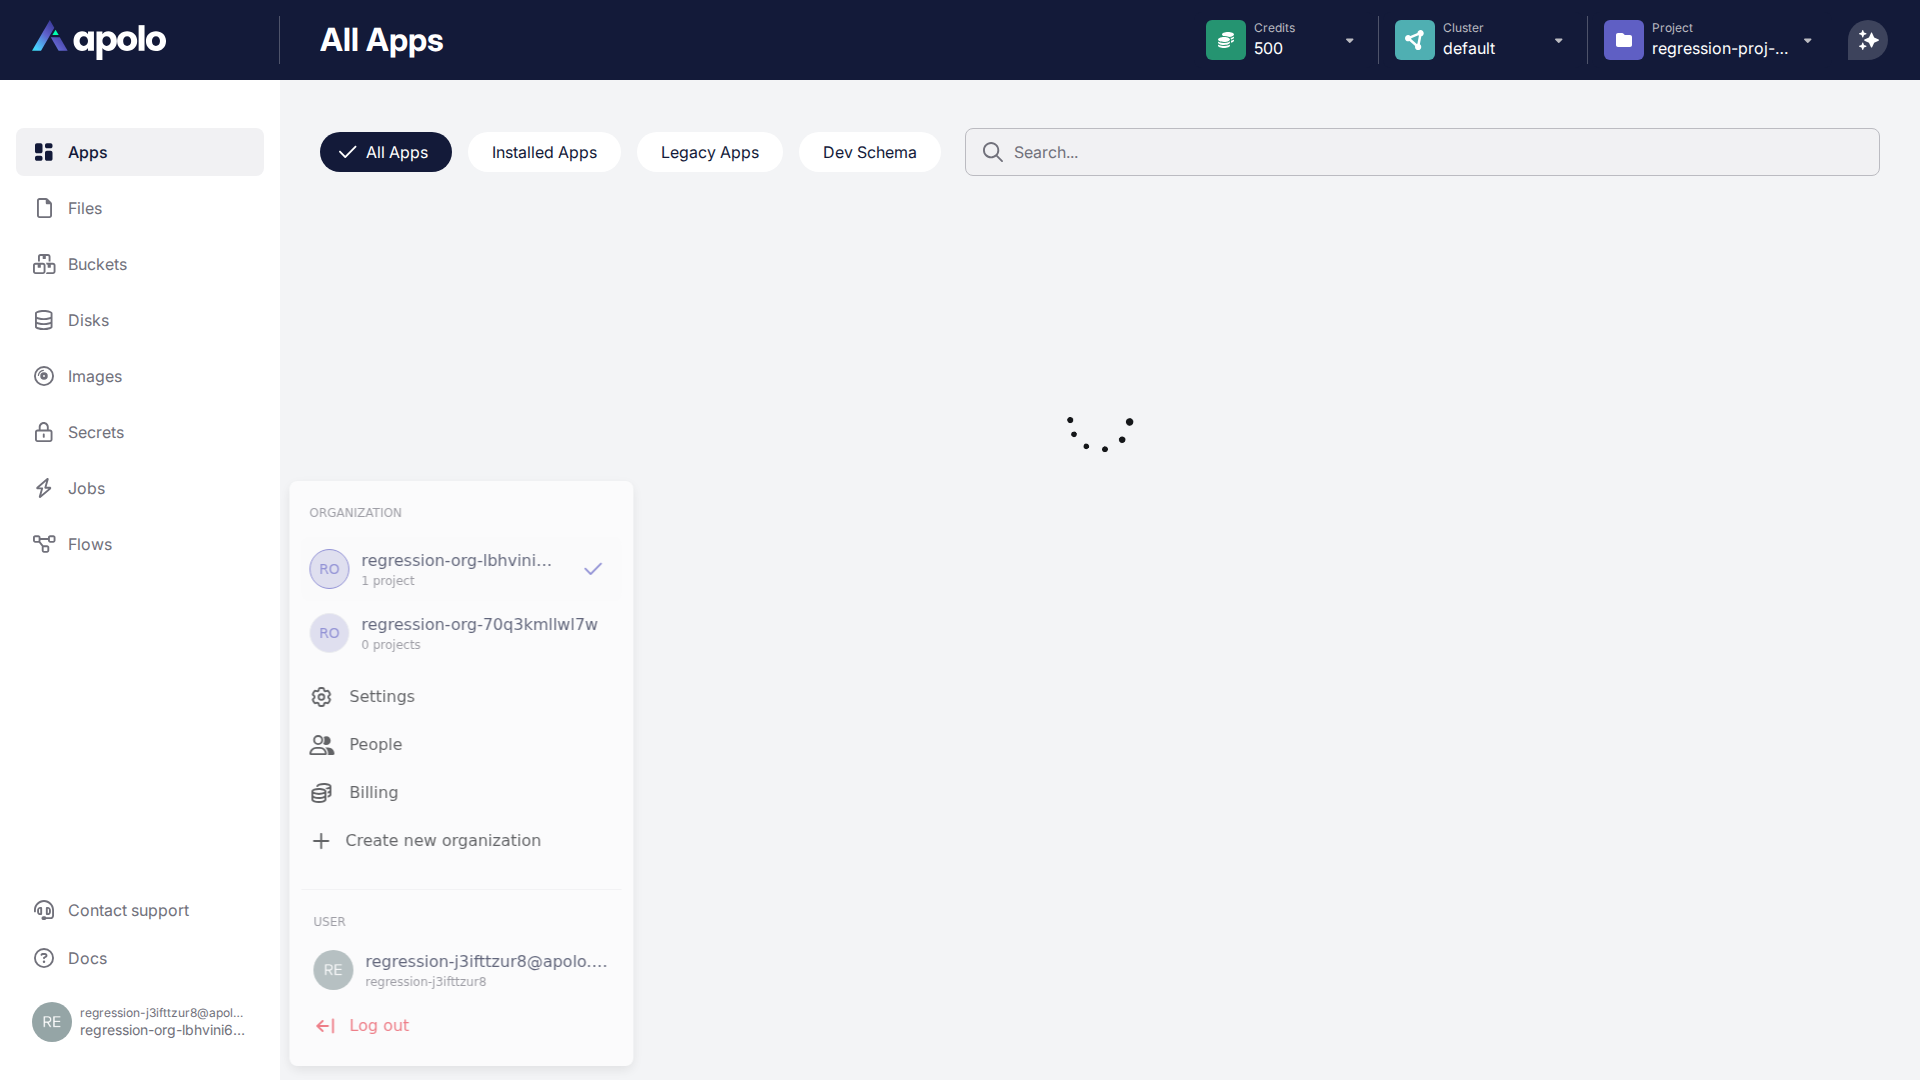 apolo
All Apps
Credits
500
Cluster
default
Project
regression-proj-...
Apps
Files
Buckets
Disks
Images
Secrets
Jobs
Flows
All Apps
Installed Apps
Legacy Apps
Dev Schema
Search...
ORGANIZATION
RO
regression-org-lbhvini...
1 project
RO
regression-org-70q3kmllwl7w
0 projects
Settings
People
Billing
Create new organization
USER
RE
regression-j3ifttzur8@apolo....
regression-j3ifttzur8
Log out
Contact support
Docs
RE
regression-j3ifttzur8@apol...
regression-org-lbhvini6...